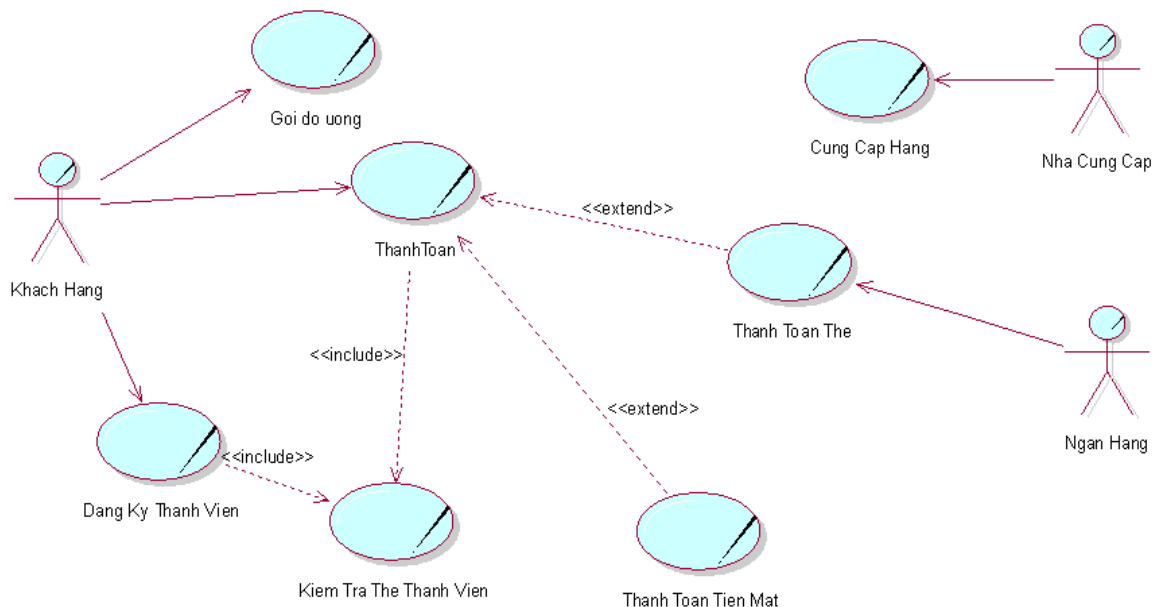 Goi do uong
Cung Cap Hang
Nha Cung Cap
<<extend>>
ThanhToan
Khach Hang
Thanh Toan The
<<include>>
<<extend>>
Ngan Hang
<<include>>
Dang Ky Thanh Vien
Kiem Tra The Thanh Vien
Thanh Toan Tien Mat